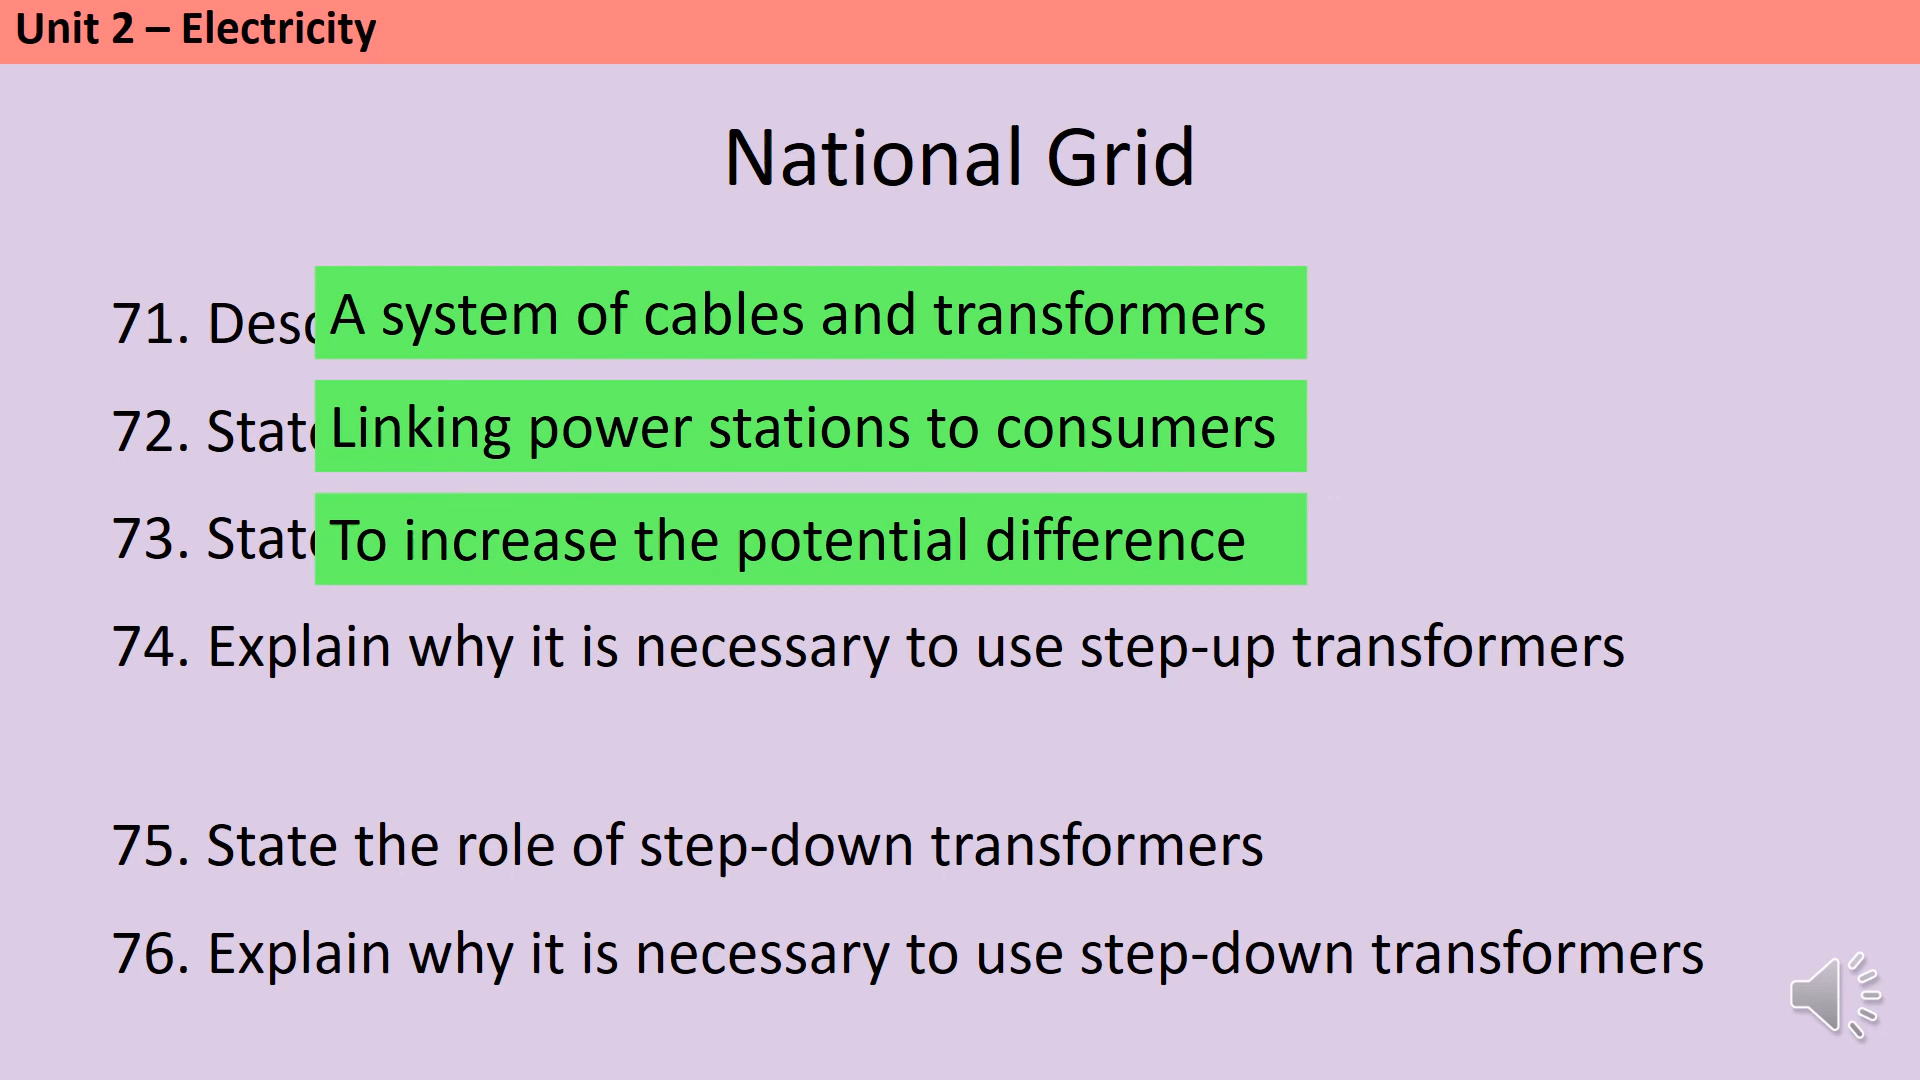 Unit 2 – Electricity
National Grid
71. Desc A system of cables and transformers
72. State Linking power stations to consumers
73. State To increase the potential difference
74. Explain why it is necessary to use step-up transformers
75. State the role of step-down transformers
76. Explain why it is necessary to use step-down transformers